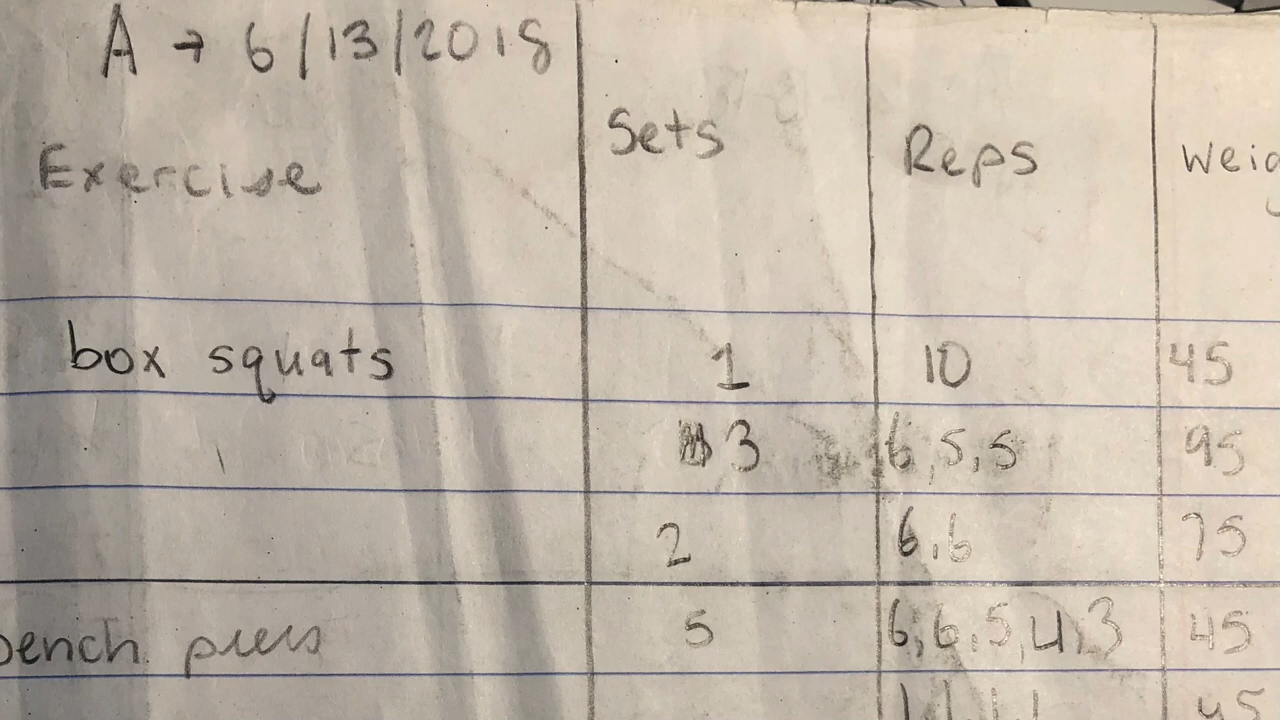 A → 6/13/2018
Exercise Sets Reps Weig
box squats 1 10 45
3 6,5,5 95
2 6,6 75
bench press 5 6,6,5,4,3 45
45